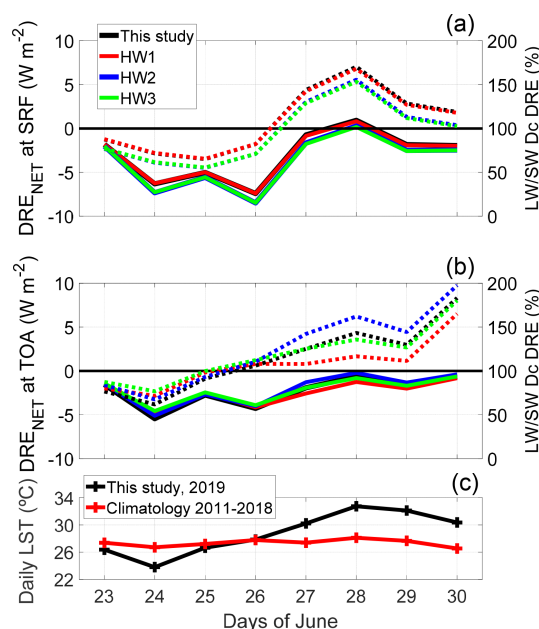 (a)
DRE_NET at SRF (W m⁻²)
10
5
0
-5
-10
This study
HW1
HW2
HW3
200
150
100
50
0
LW/SW Dc DRE (%)
(b)
DRE_NET at TOA (W m⁻²)
10
5
0
-5
-10
200
150
100
50
0
LW/SW Dc DRE (%)
(c)
Daily LST (ºC)
34
30
26
22
This study, 2019
Climatology 2011-2018
23 24 25 26 27 28 29 30
Days of June